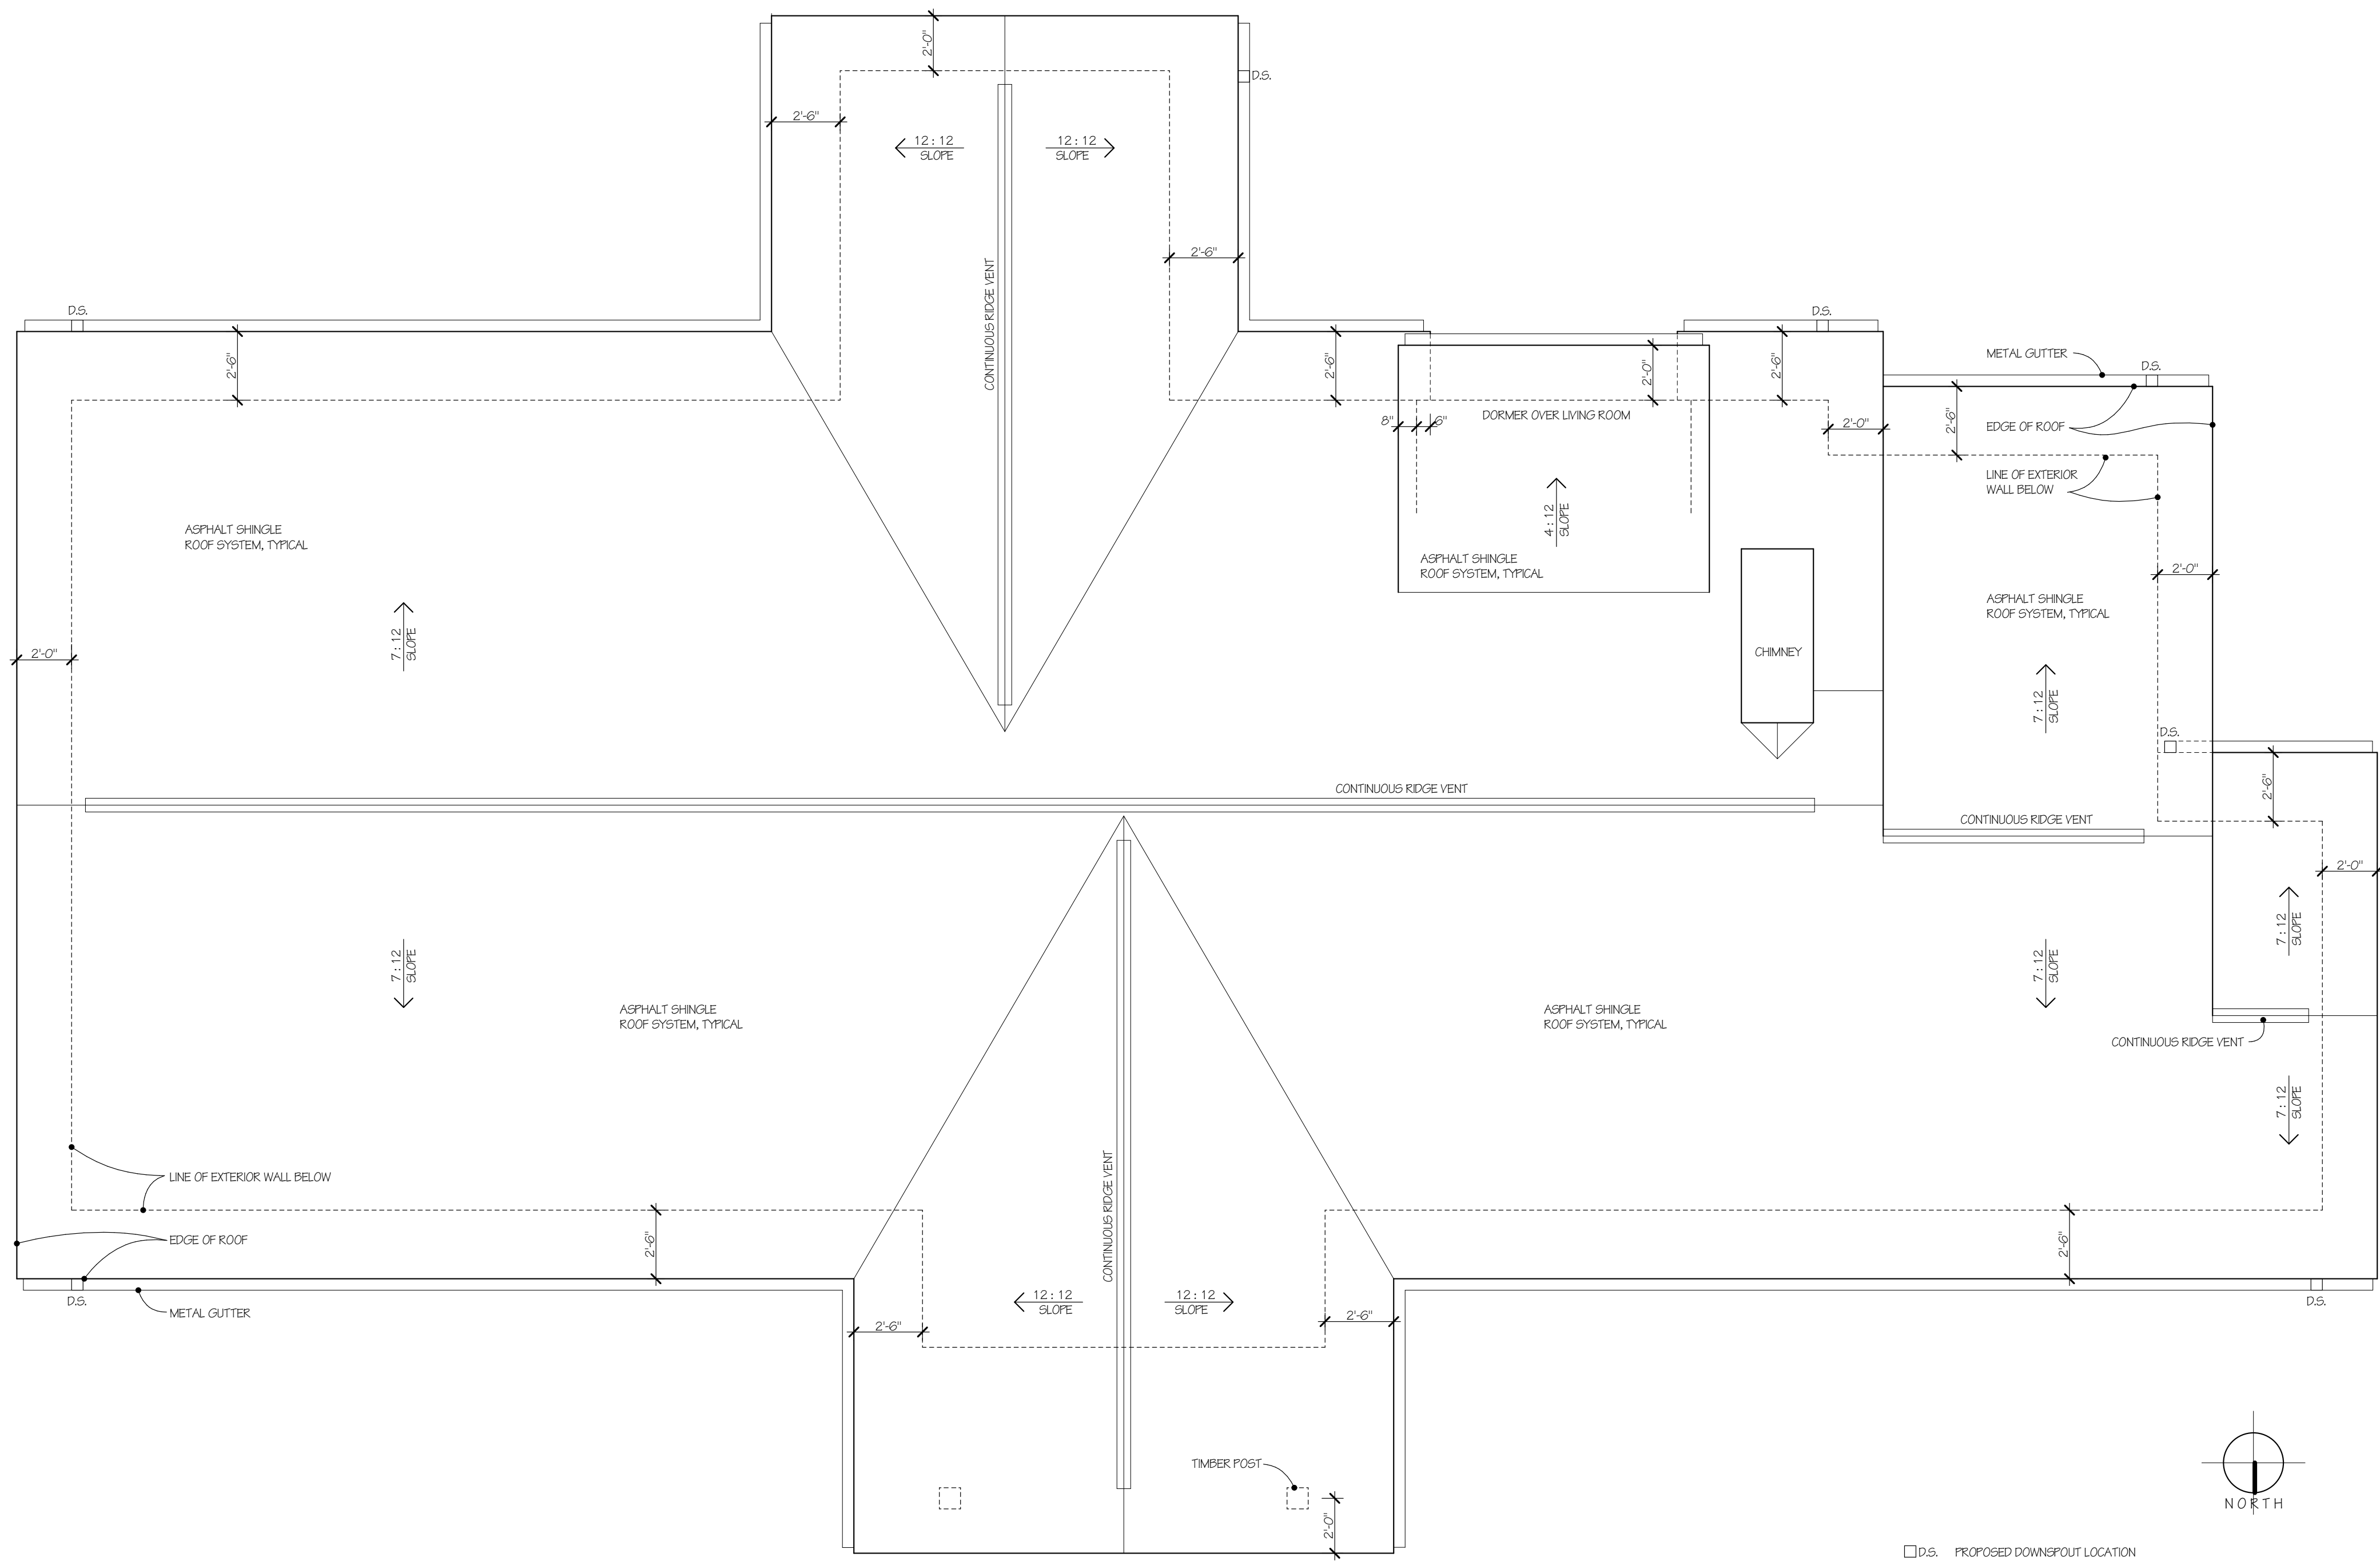 2'-0"
D.S.
2'-6"
12 : 12
SLOPE
12 : 12
SLOPE
2'-6"
CONTINUOUS RIDGE VENT
D.S.
2'-6"
D.S.
2'-6"
2'-0"
2'-6"
METAL GUTTER
D.S.
8"
6"
DORMER OVER LIVING ROOM
2'-0"
2'-6"
EDGE OF ROOF
LINE OF EXTERIOR
WALL BELOW
ASPHALT SHINGLE
ROOF SYSTEM, TYPICAL
4 : 12
SLOPE
ASPHALT SHINGLE
ROOF SYSTEM, TYPICAL
2'-0"
ASPHALT SHINGLE
ROOF SYSTEM, TYPICAL
2'-0"
7 : 12
SLOPE
CHIMNEY
7 : 12
SLOPE
D.S.
2'-6"
CONTINUOUS RIDGE VENT
CONTINUOUS RIDGE VENT
2'-0"
7 : 12
SLOPE
7 : 12
SLOPE
7 : 12
SLOPE
ASPHALT SHINGLE
ROOF SYSTEM, TYPICAL
ASPHALT SHINGLE
ROOF SYSTEM, TYPICAL
CONTINUOUS RIDGE VENT
7 : 12
SLOPE
LINE OF EXTERIOR WALL BELOW
CONTINUOUS RIDGE VENT
EDGE OF ROOF
2'-6"
2'-6"
D.S.
METAL GUTTER
12 : 12
SLOPE
12 : 12
SLOPE
D.S.
2'-6"
2'-6"
TIMBER POST
2'-0"
NORTH
D.S. PROPOSED DOWNSPOUT LOCATION